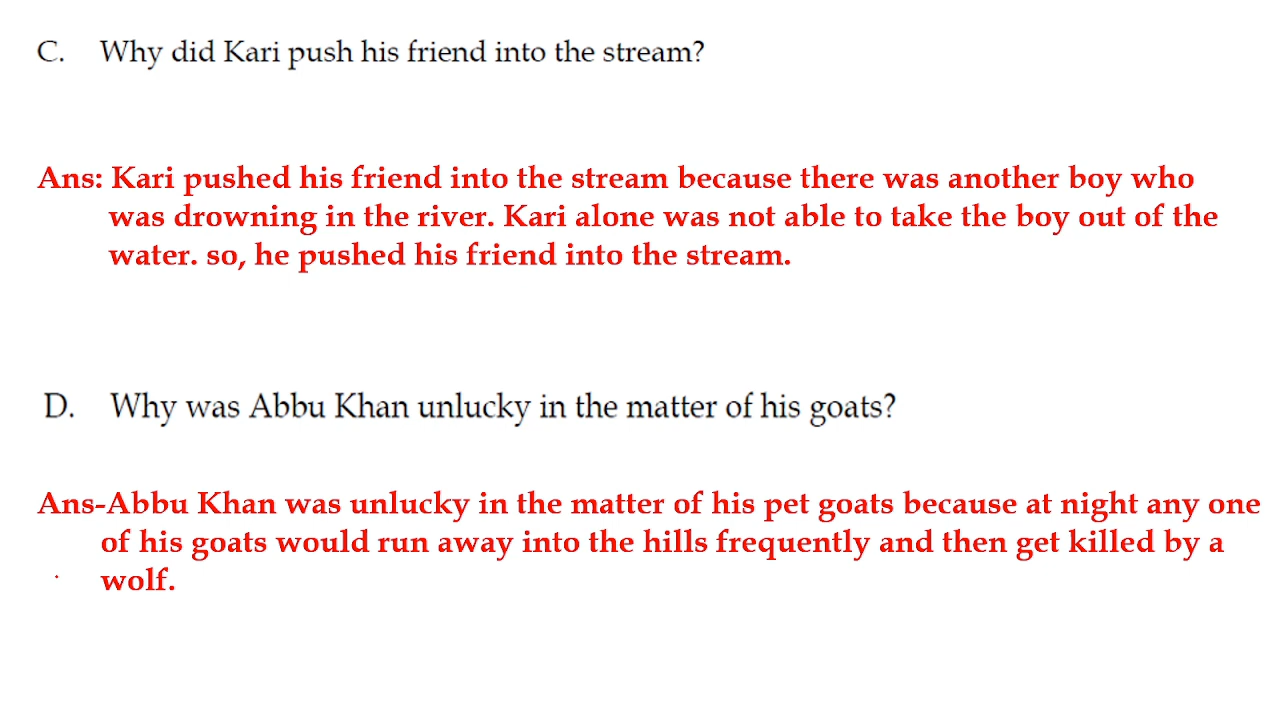 C. Why did Kari push his friend into the stream?
Ans: Kari pushed his friend into the stream because there was another boy who
was drowning in the river. Kari alone was not able to take the boy out of the
water. so, he pushed his friend into the stream.
D. Why was Abbu Khan unlucky in the matter of his goats?
Ans-Abbu Khan was unlucky in the matter of his pet goats because at night any one
of his goats would run away into the hills frequently and then get killed by a
wolf.